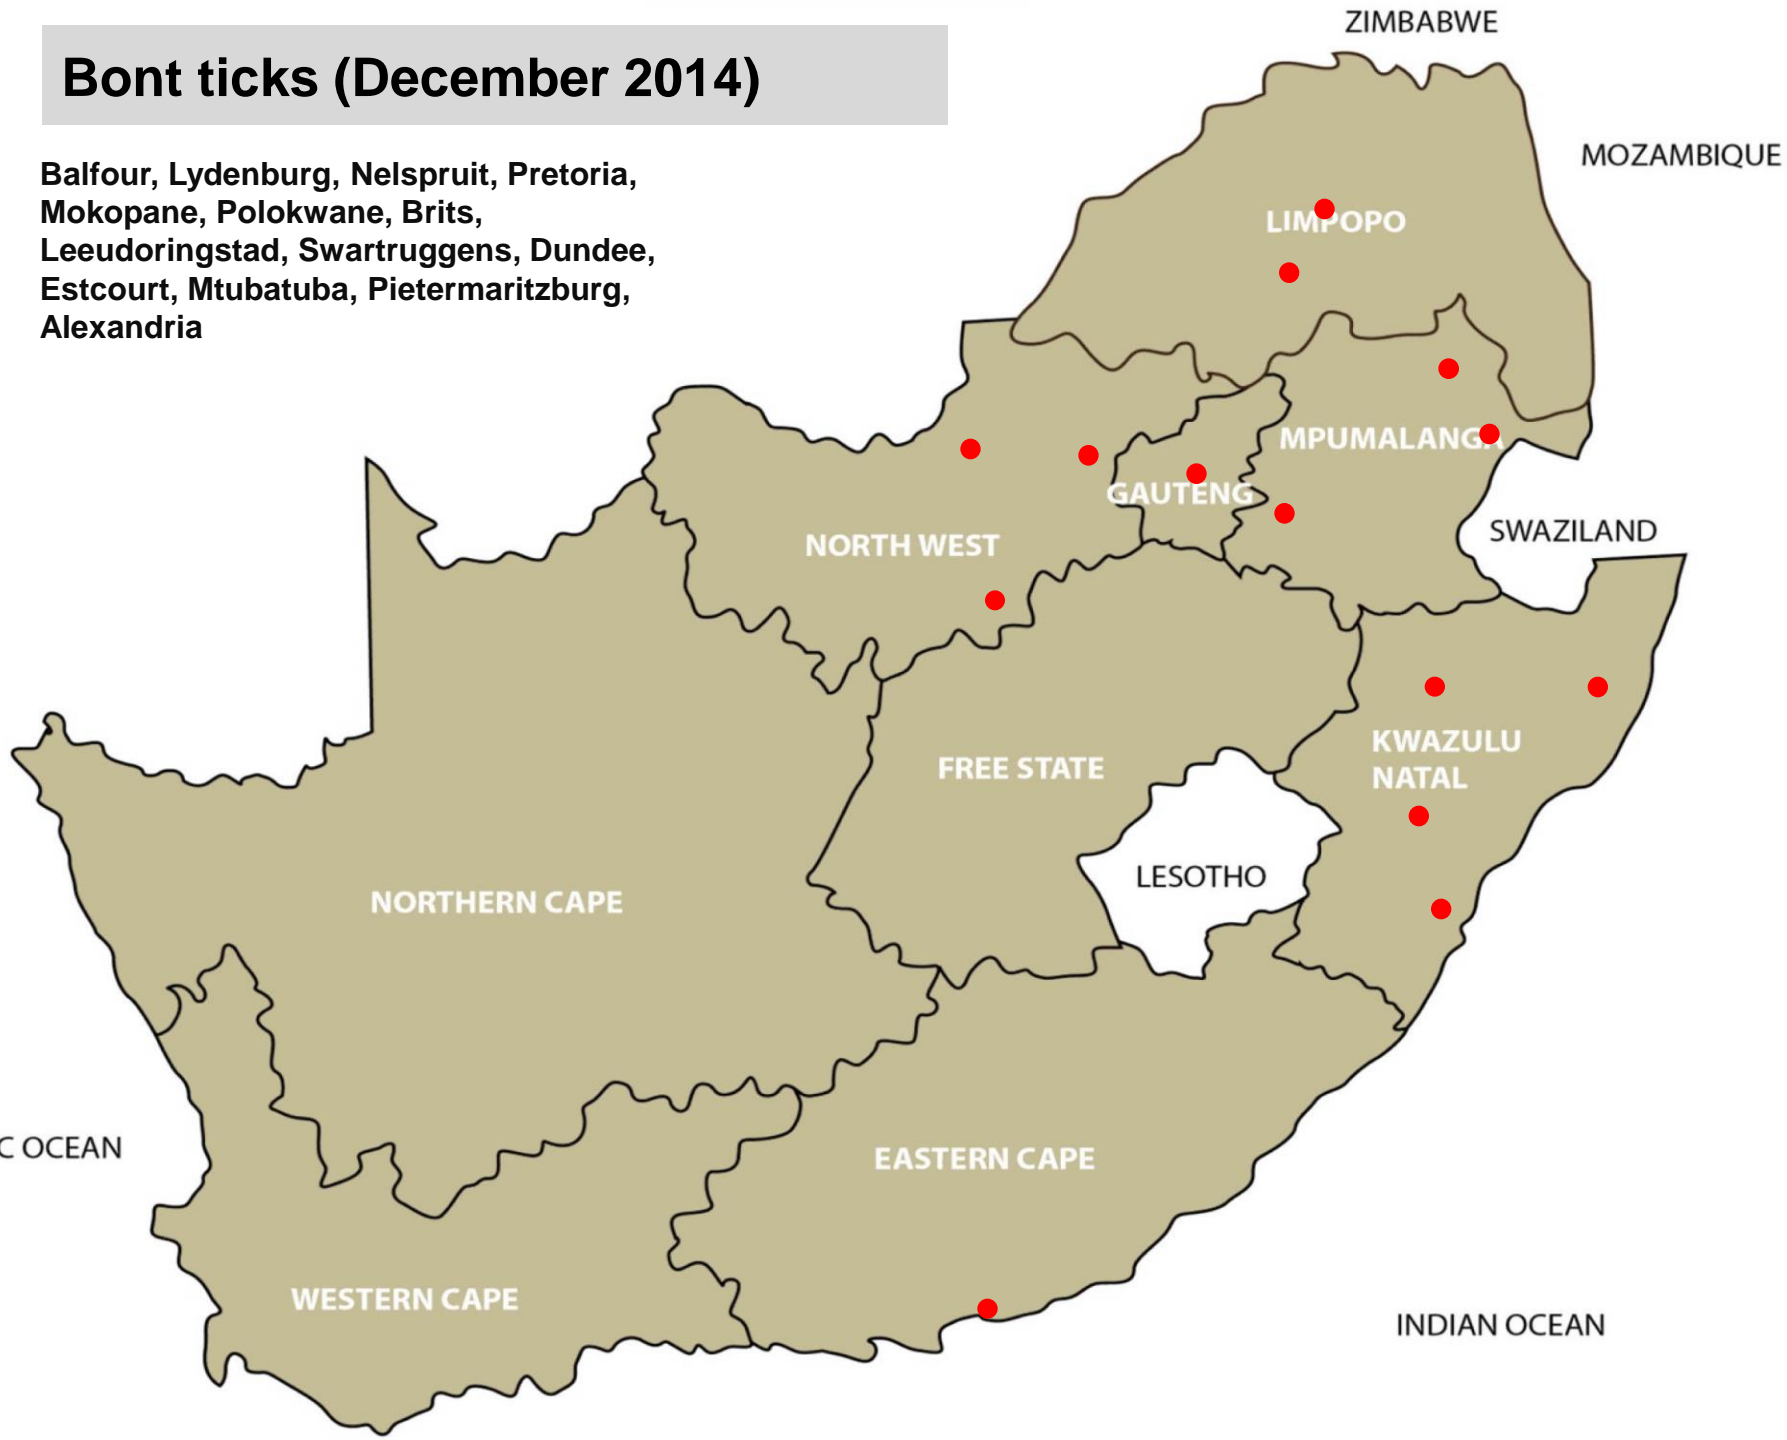 ZIMBABWE
Bont ticks (December 2014)
MOZAMBIQUE
Balfour, Lydenburg, Nelspruit, Pretoria,
Mokopane, Polokwane, Brits,
Leeudoringstad, Swartruggens, Dundee,
Estcourt, Mtubatuba, Pietermaritzburg,
Alexandria
LIMPOPO
MPUMALANGA
GAUTENG
SWAZILAND
NORTH WEST
KWAZULU
NATAL
FREE STATE
LESOTHO
NORTHERN CAPE
C OCEAN
EASTERN CAPE
WESTERN CAPE
INDIAN OCEAN